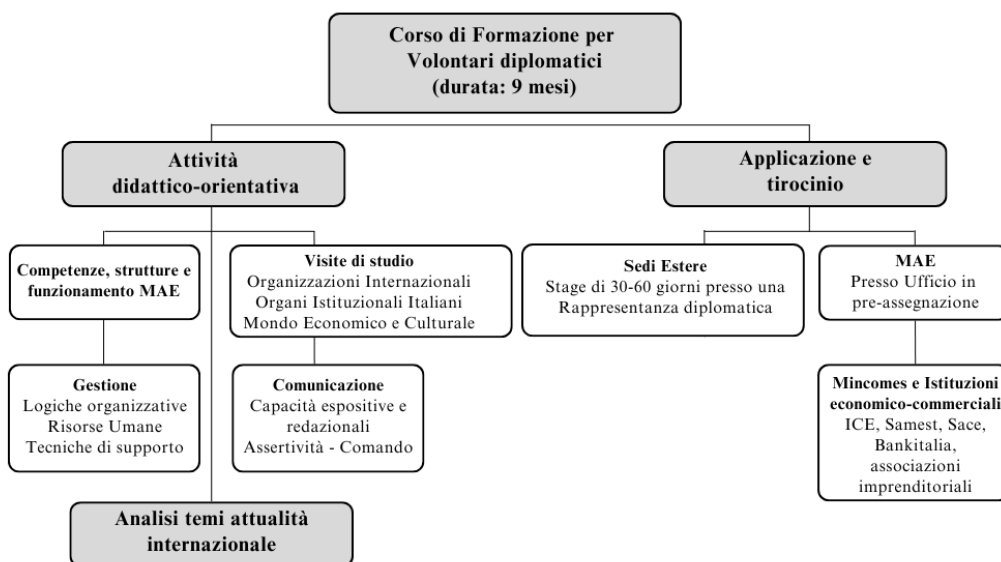 Corso di Formazione per
Volontari diplomatici
(durata: 9 mesi)
Attività
didattico-orientativa
Applicazione e
tirocinio
Competenze, strutture e
funzionamento MAE
Visite di studio
Organizzazioni Internazionali
Organi Istituzionali Italiani
Mondo Economico e Culturale
Sedi Estere
Stage di 30-60 giorni presso una
Rappresentanza diplomatica
MAE
Presso Ufficio in
pre-assegnazione
Gestione
Logiche organizzative
Risorse Umane
Tecniche di supporto
Comunicazione
Capacità espositive e
redazionali
Assertività - Comando
Mincomes e Istituzioni
economico-commerciali
ICE, Samest, Sace,
Bankitalia,
associazioni
imprenditoriali
Analisi temi attualità
internazionale